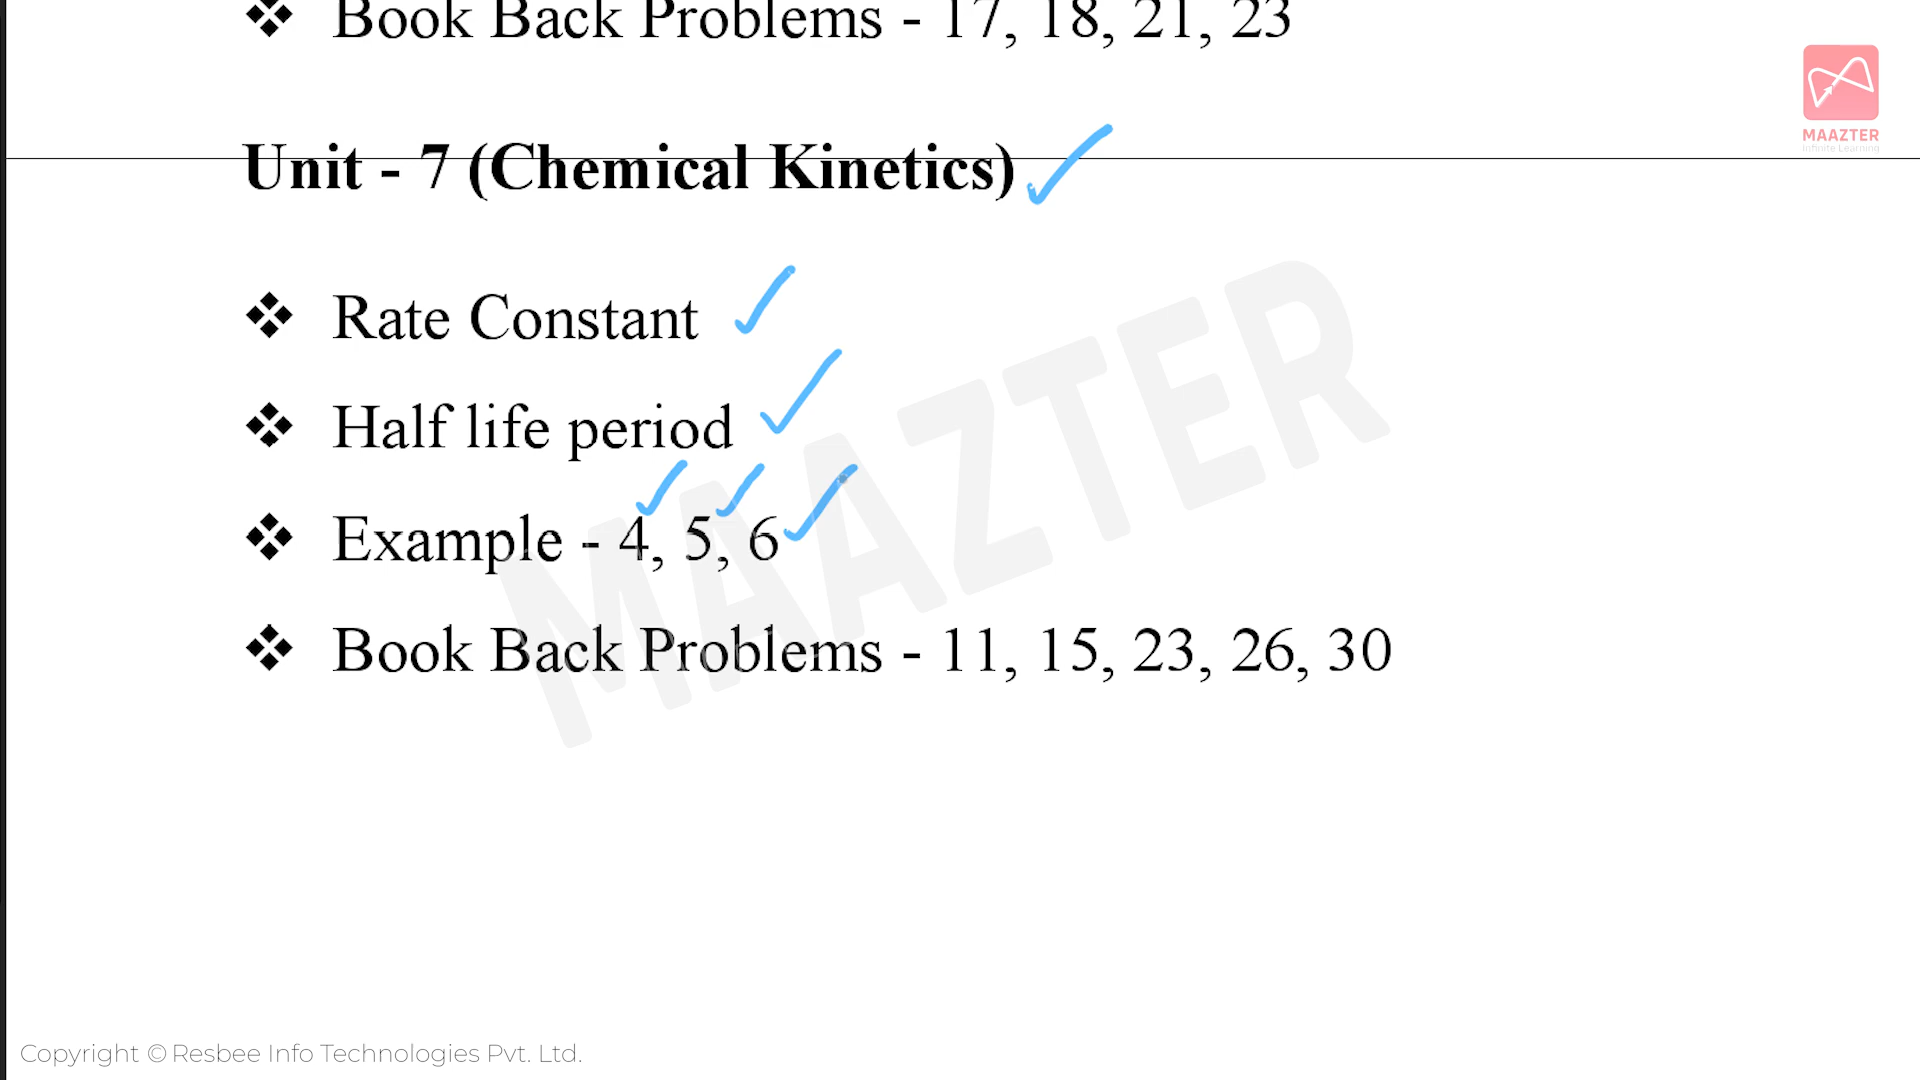 ❖ Book Back Problems - 17, 18, 21, 23
MAAZTER
Infinite Learning
Unit - 7 (Chemical Kinetics)
❖ Rate Constant
❖ Half life period
❖ Example - 4, 5, 6
❖ Book Back Problems - 11, 15, 23, 26, 30
MAAZTER
Copyright © Resbee Info Technologies Pvt. Ltd.